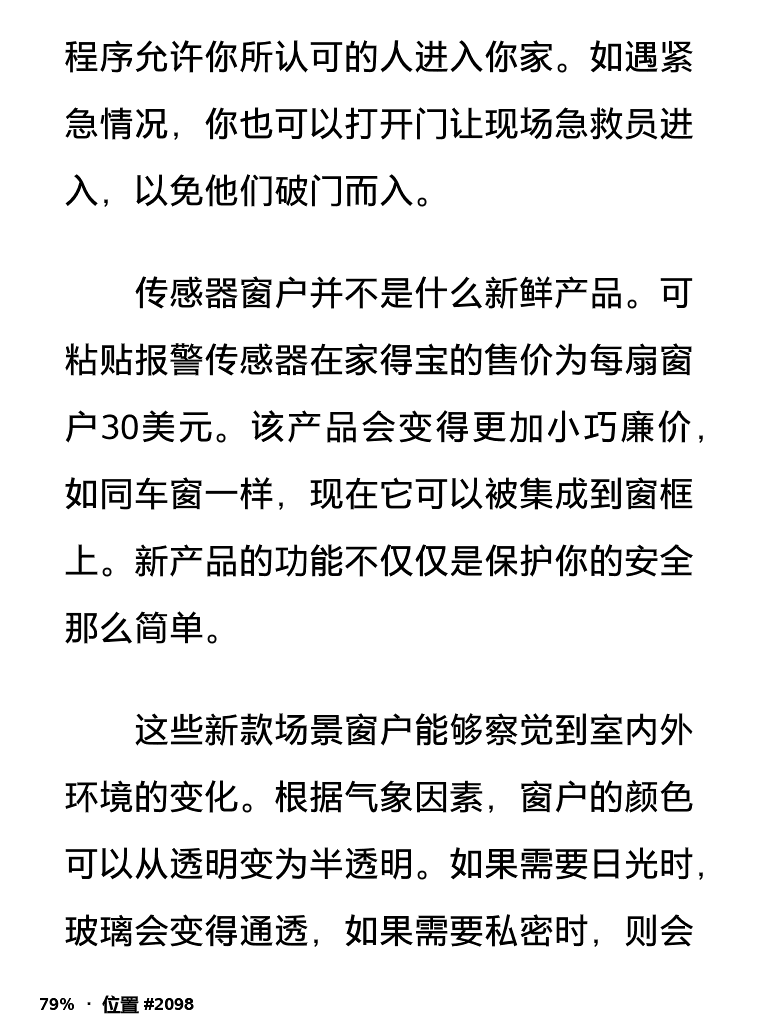 程序允许你所认可的人进入你家。如遇紧
急情况，你也可以打开门让现场急救员进
入，以免他们破门而入。
传感器窗户并不是什么新鲜产品。可
粘贴报警传感器在家得宝的售价为每扇窗
户30美元。该产品会变得更加小巧廉价，
如同车窗一样，现在它可以被集成到窗框
上。新产品的功能不仅仅是保护你的安全
那么简单。
这些新款场景窗户能够察觉到室内外
环境的变化。根据气象因素，窗户的颜色
可以从透明变为半透明。如果需要日光时，
玻璃会变得通透，如果需要私密时，则会
79% · 位置 #2098